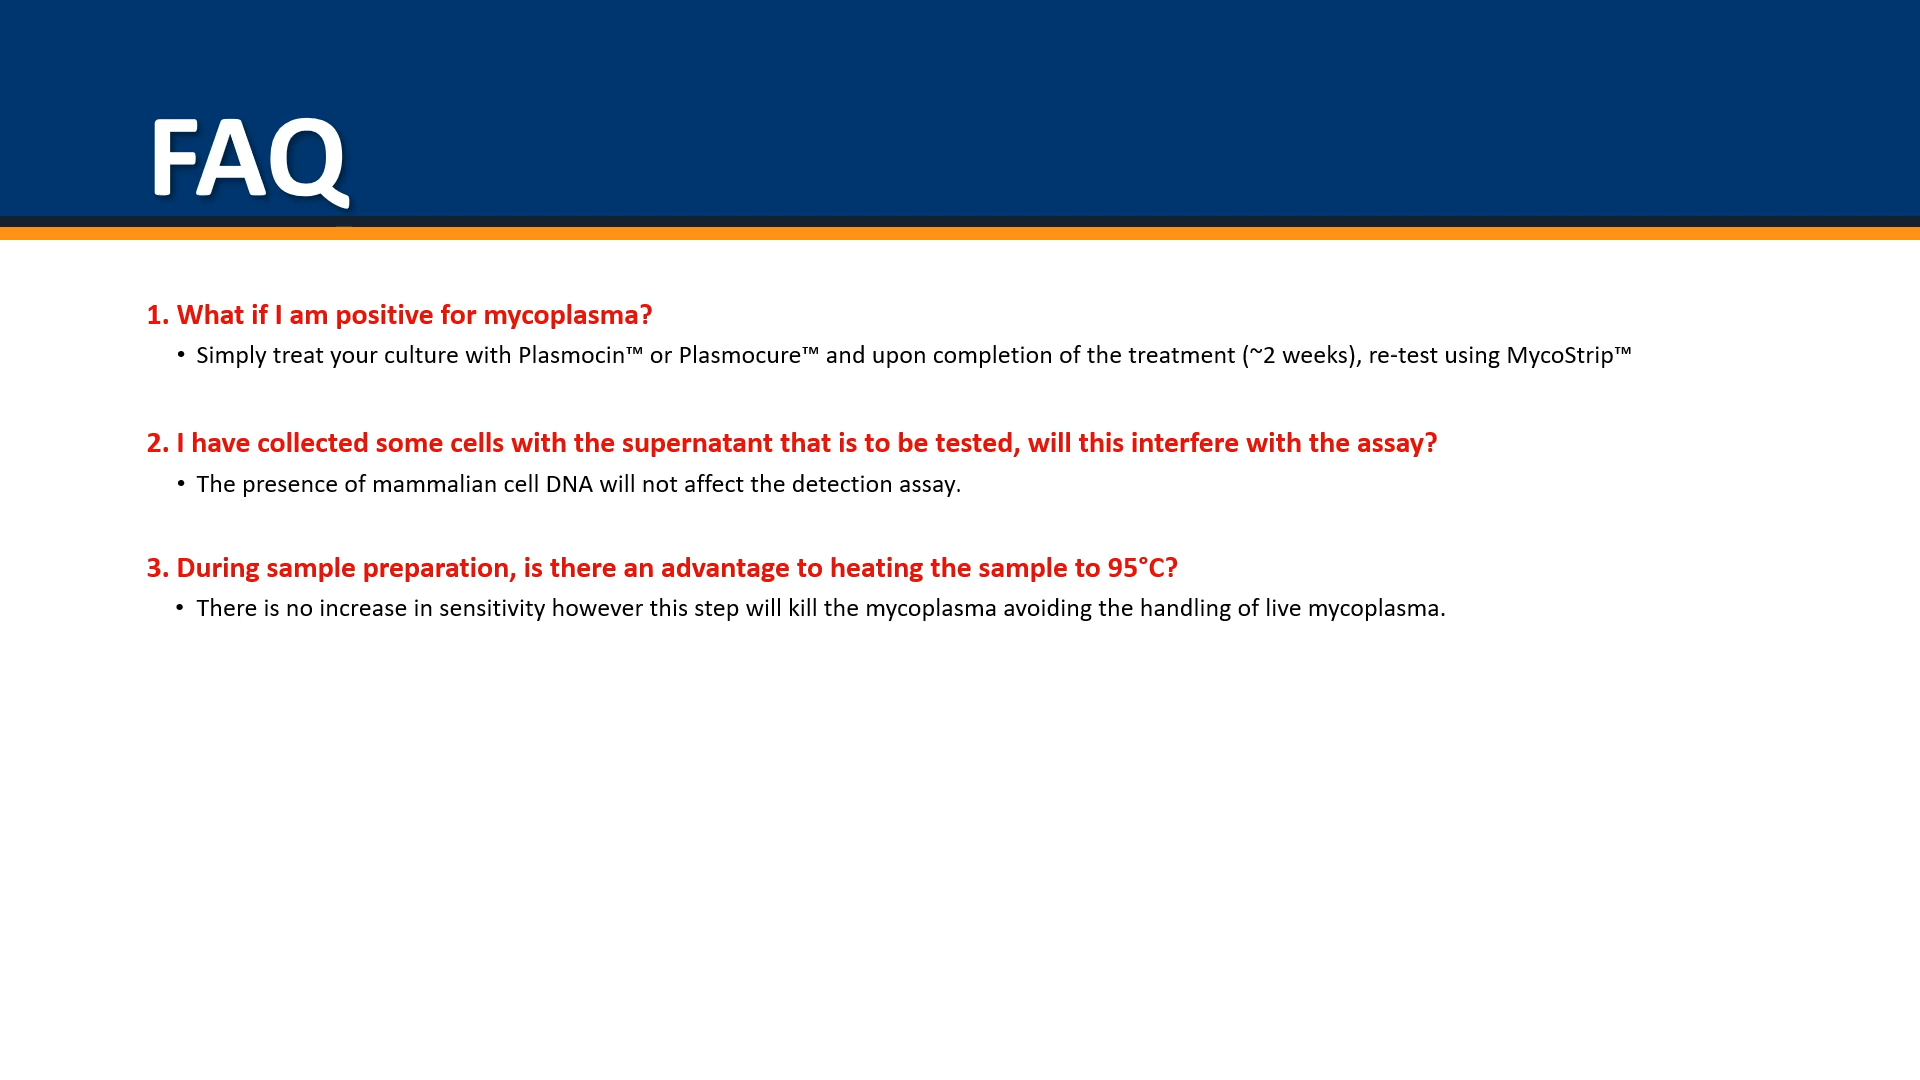 FAQ
1. What if I am positive for mycoplasma?
• Simply treat your culture with Plasmocin™ or Plasmocure™ and upon completion of the treatment (~2 weeks), re-test using MycoStrip™
2. I have collected some cells with the supernatant that is to be tested, will this interfere with the assay?
• The presence of mammalian cell DNA will not affect the detection assay.
3. During sample preparation, is there an advantage to heating the sample to 95°C?
• There is no increase in sensitivity however this step will kill the mycoplasma avoiding the handling of live mycoplasma.